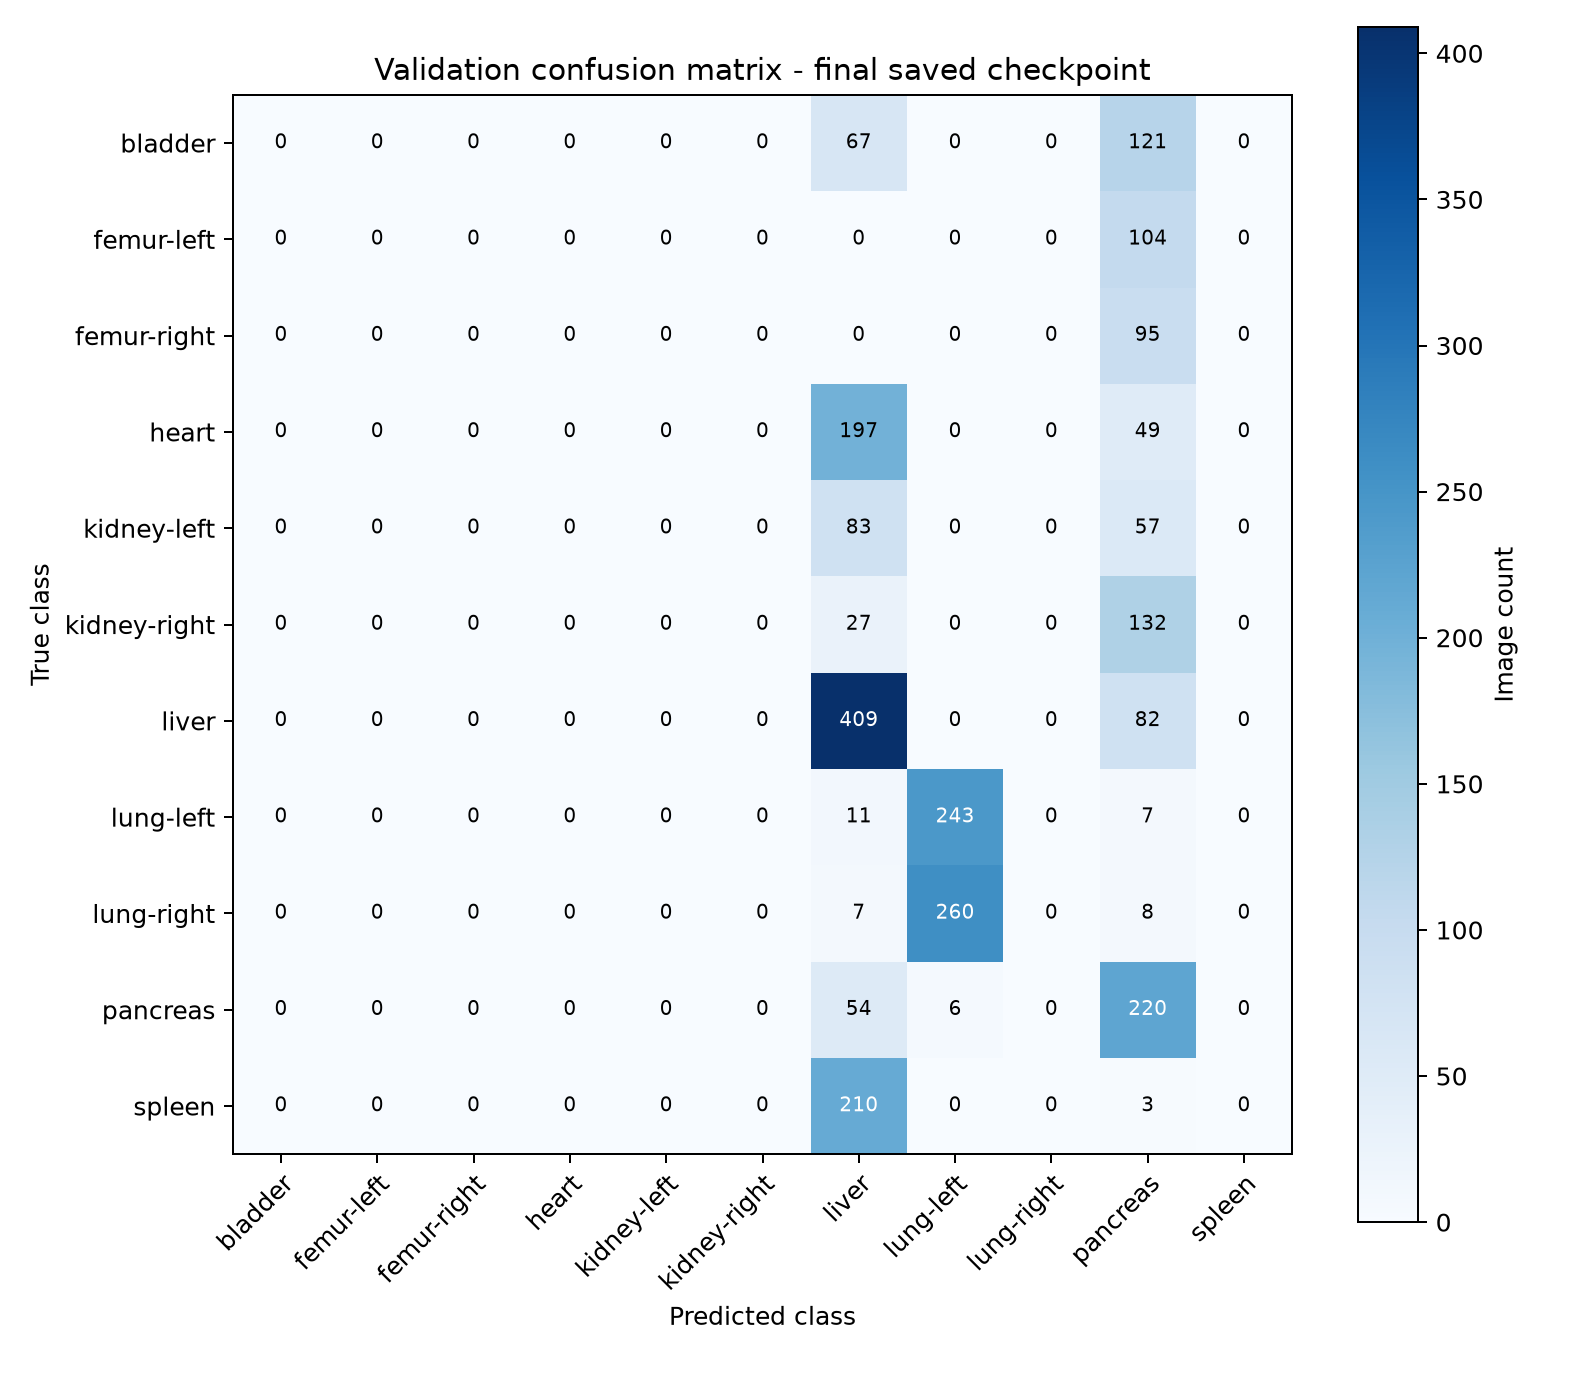 Validation confusion matrix - final saved checkpoint
bladder 0 0 0 0 0 0 67 0 0 121 0
femur-left 0 0 0 0 0 0 0 0 0 104 0
femur-right 0 0 0 0 0 0 0 0 0 95 0
heart 0 0 0 0 0 0 197 0 0 49 0
kidney-left 0 0 0 0 0 0 83 0 0 57 0
kidney-right 0 0 0 0 0 0 27 0 0 132 0
liver 0 0 0 0 0 0 409 0 0 82 0
lung-left 0 0 0 0 0 0 11 243 0 7 0
lung-right 0 0 0 0 0 0 7 260 0 8 0
pancreas 0 0 0 0 0 0 54 6 0 220 0
spleen 0 0 0 0 0 0 210 0 0 3 0
True class
bladder
femur-left
femur-right
heart
kidney-left
kidney-right
liver
lung-left
lung-right
pancreas
spleen
Predicted class
400
350
300
250
200
150
100
50
0
Image count